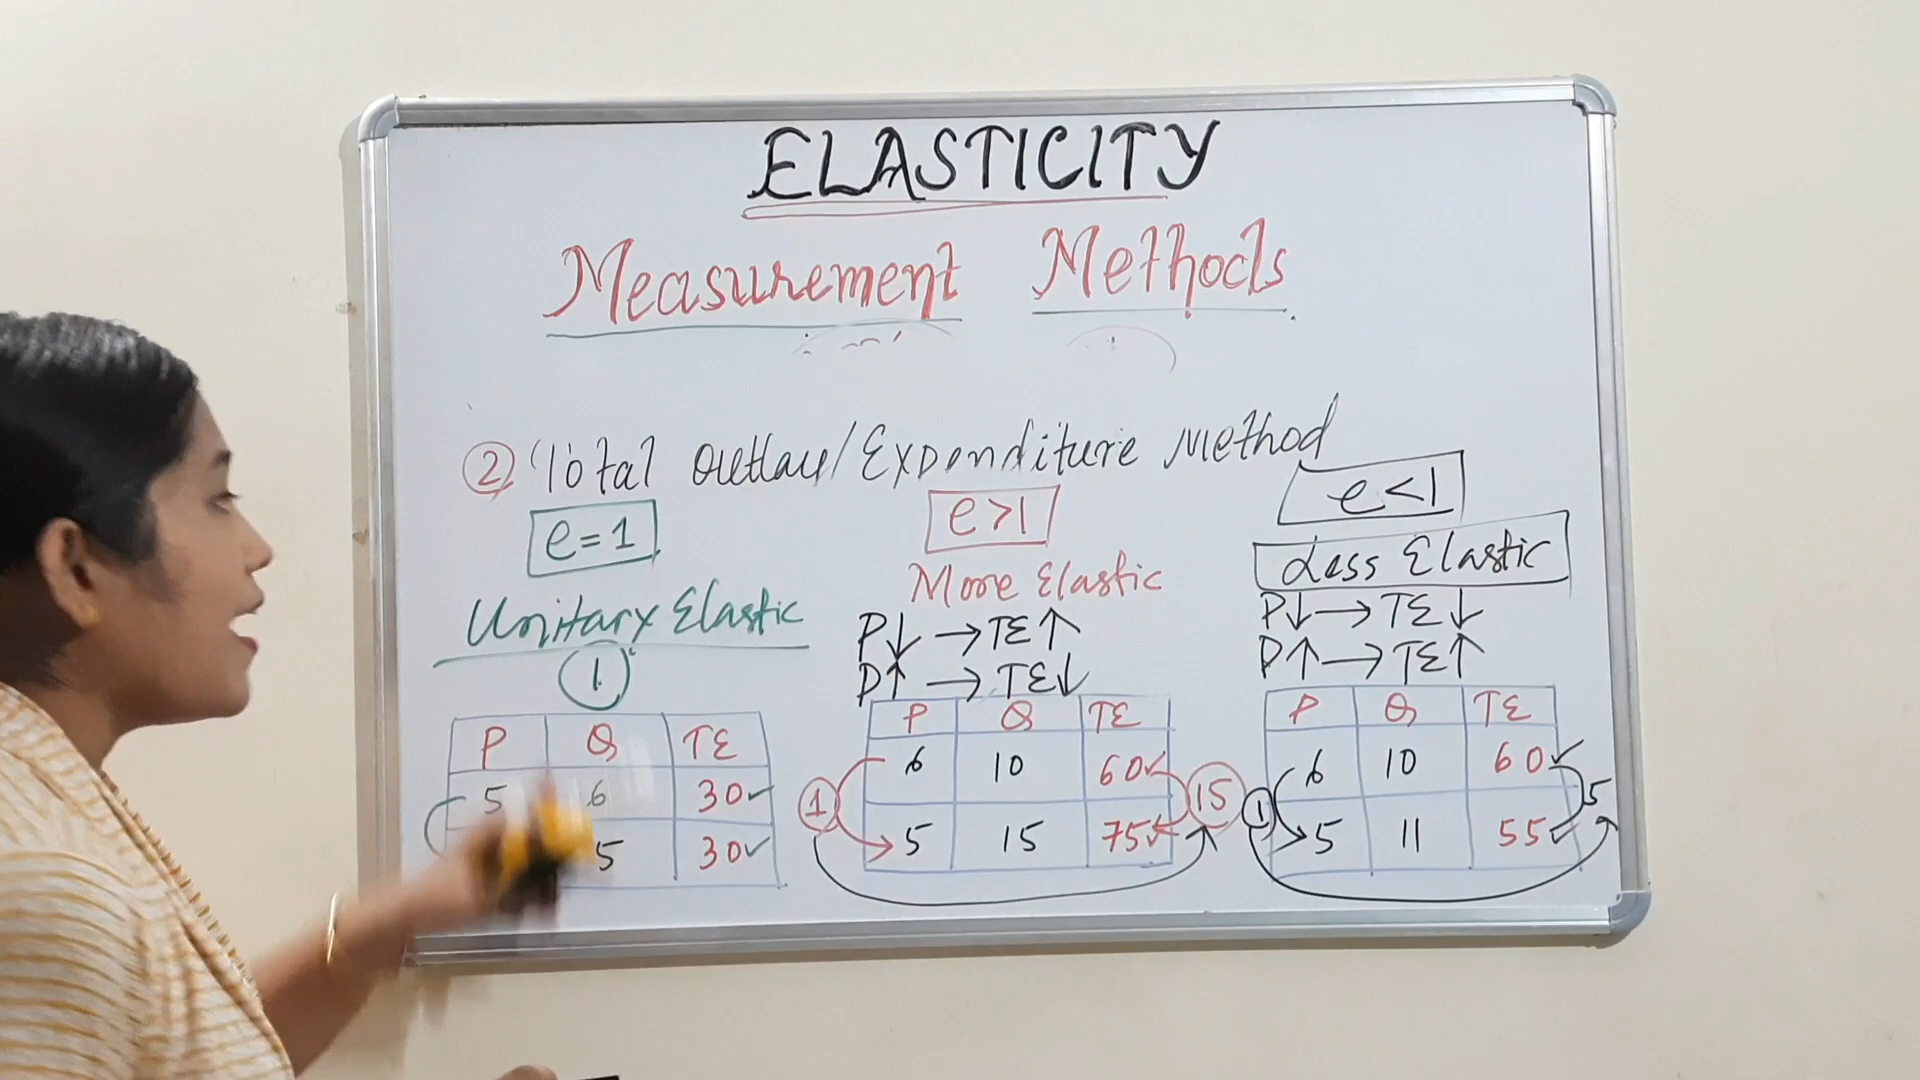 ELASTICITY
Measurement Methods
② Total Outlay/Expenditure Method
e=1
Unitary Elastic
1
P Q TE
5 6 30✓
5 30✓
e>1
More Elastic
P↓ → TE↑
P↑ → TE↓
P Q TE
6 10 60✓
1 15
5 15 75✓
e<1
Less Elastic
P↓ → TE↓
P↑ → TE↑
P Q TE
6 10 60✓
1 5
5 11 55✓